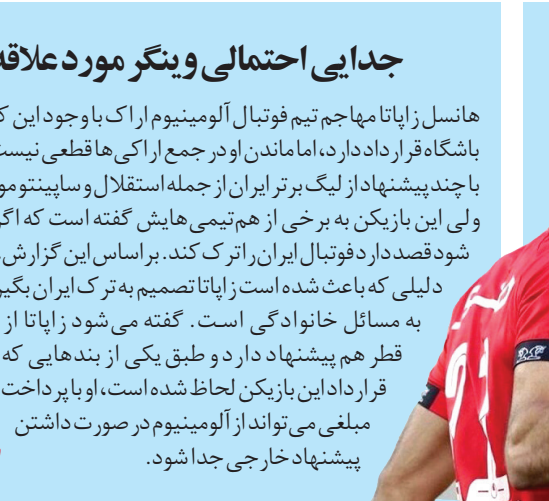 جدایی احتمالی وینگر مورد علاقه
هانسل زاپاتا مهاجم تیم فوتبال آلومینیوم اراک با وجود این
باشگاه قرارداد دارد، اما ماندن او در جمع اراکی‌ها قطعی نیست
با چند پیشنهاد از لیگ برتر ایران از جمله استقلال و ساپینتو
ولی این بازیکن به برخی از هم‌تیمی‌هایش گفته است که اگر
شود قصد دارد فوتبال ایران را ترک کند. بر اساس این گزارش،
دلیلی که باعث شده است زاپاتا تصمیم به ترک ایران
به مسائل خانوادگی است. گفته می‌شود زاپاتا از
قطر هم پیشنهاد دارد و طبق یکی از بندهایی که
قرارداد این بازیکن لحاظ شده است، او با پرداخت
مبلغی می‌تواند از آلومینیوم در صورت داشتن
پیشنهاد خارجی جدا شود.
21